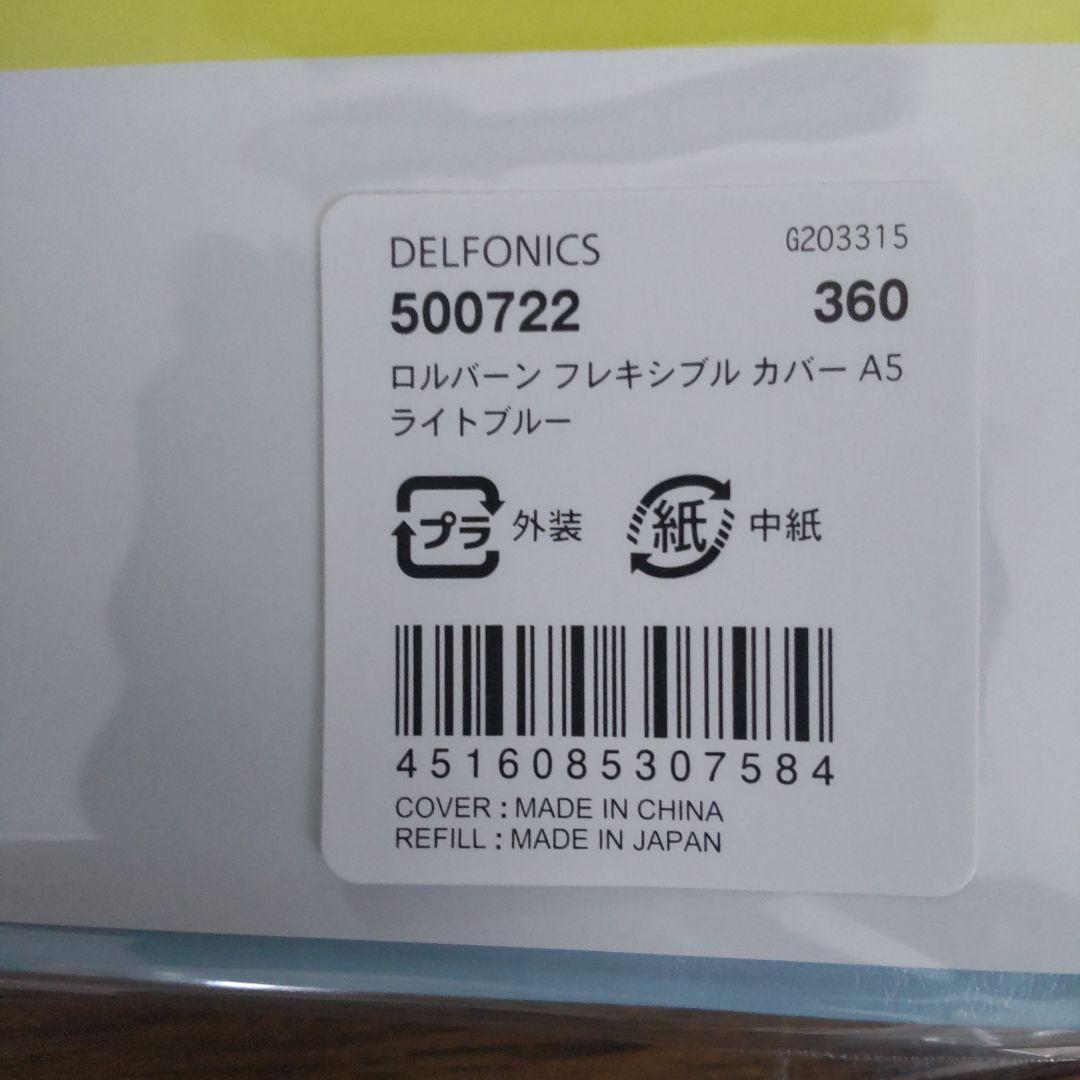 DELFONICS G203315
500722 360
ロルバーン フレキシブル カバー A5
ライトブルー
プラ 外装 紙 中紙
4516085307584
COVER : MADE IN CHINA
REFILL : MADE IN JAPAN